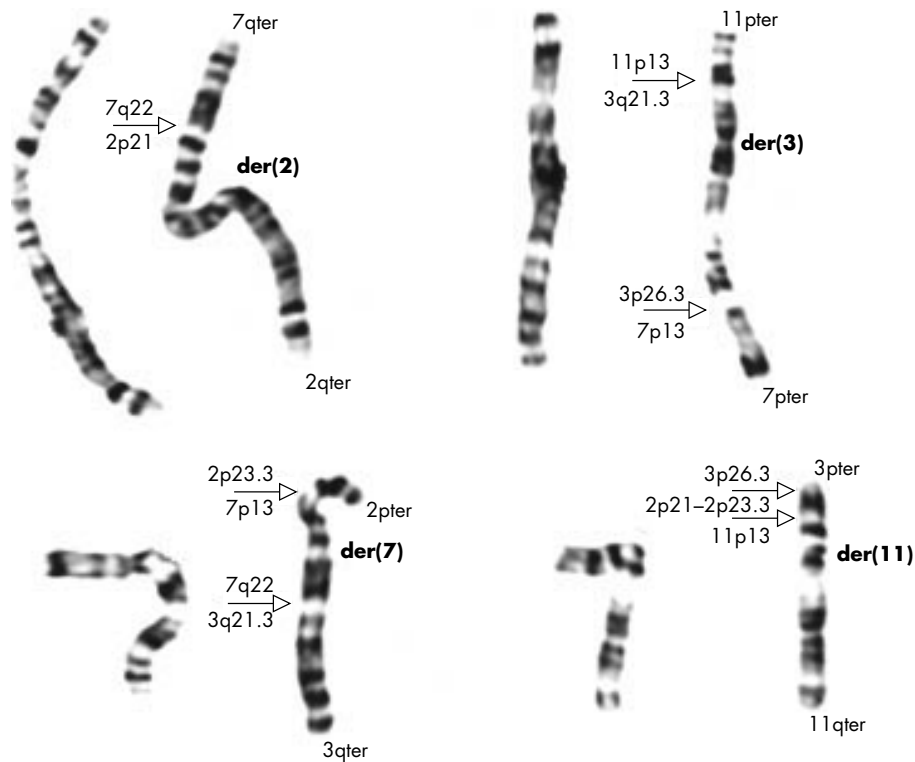 7qter
7q22
2p21
der(2)
2qter
11pter
11p13
3q21.3
der(3)
3p26.3
7p13
7pter
2p23.3
7p13
2pter
der(7)
7q22
3q21.3
3qter
3pter
3p26.3
2p21–2p23.3
11p13
der(11)
11qter